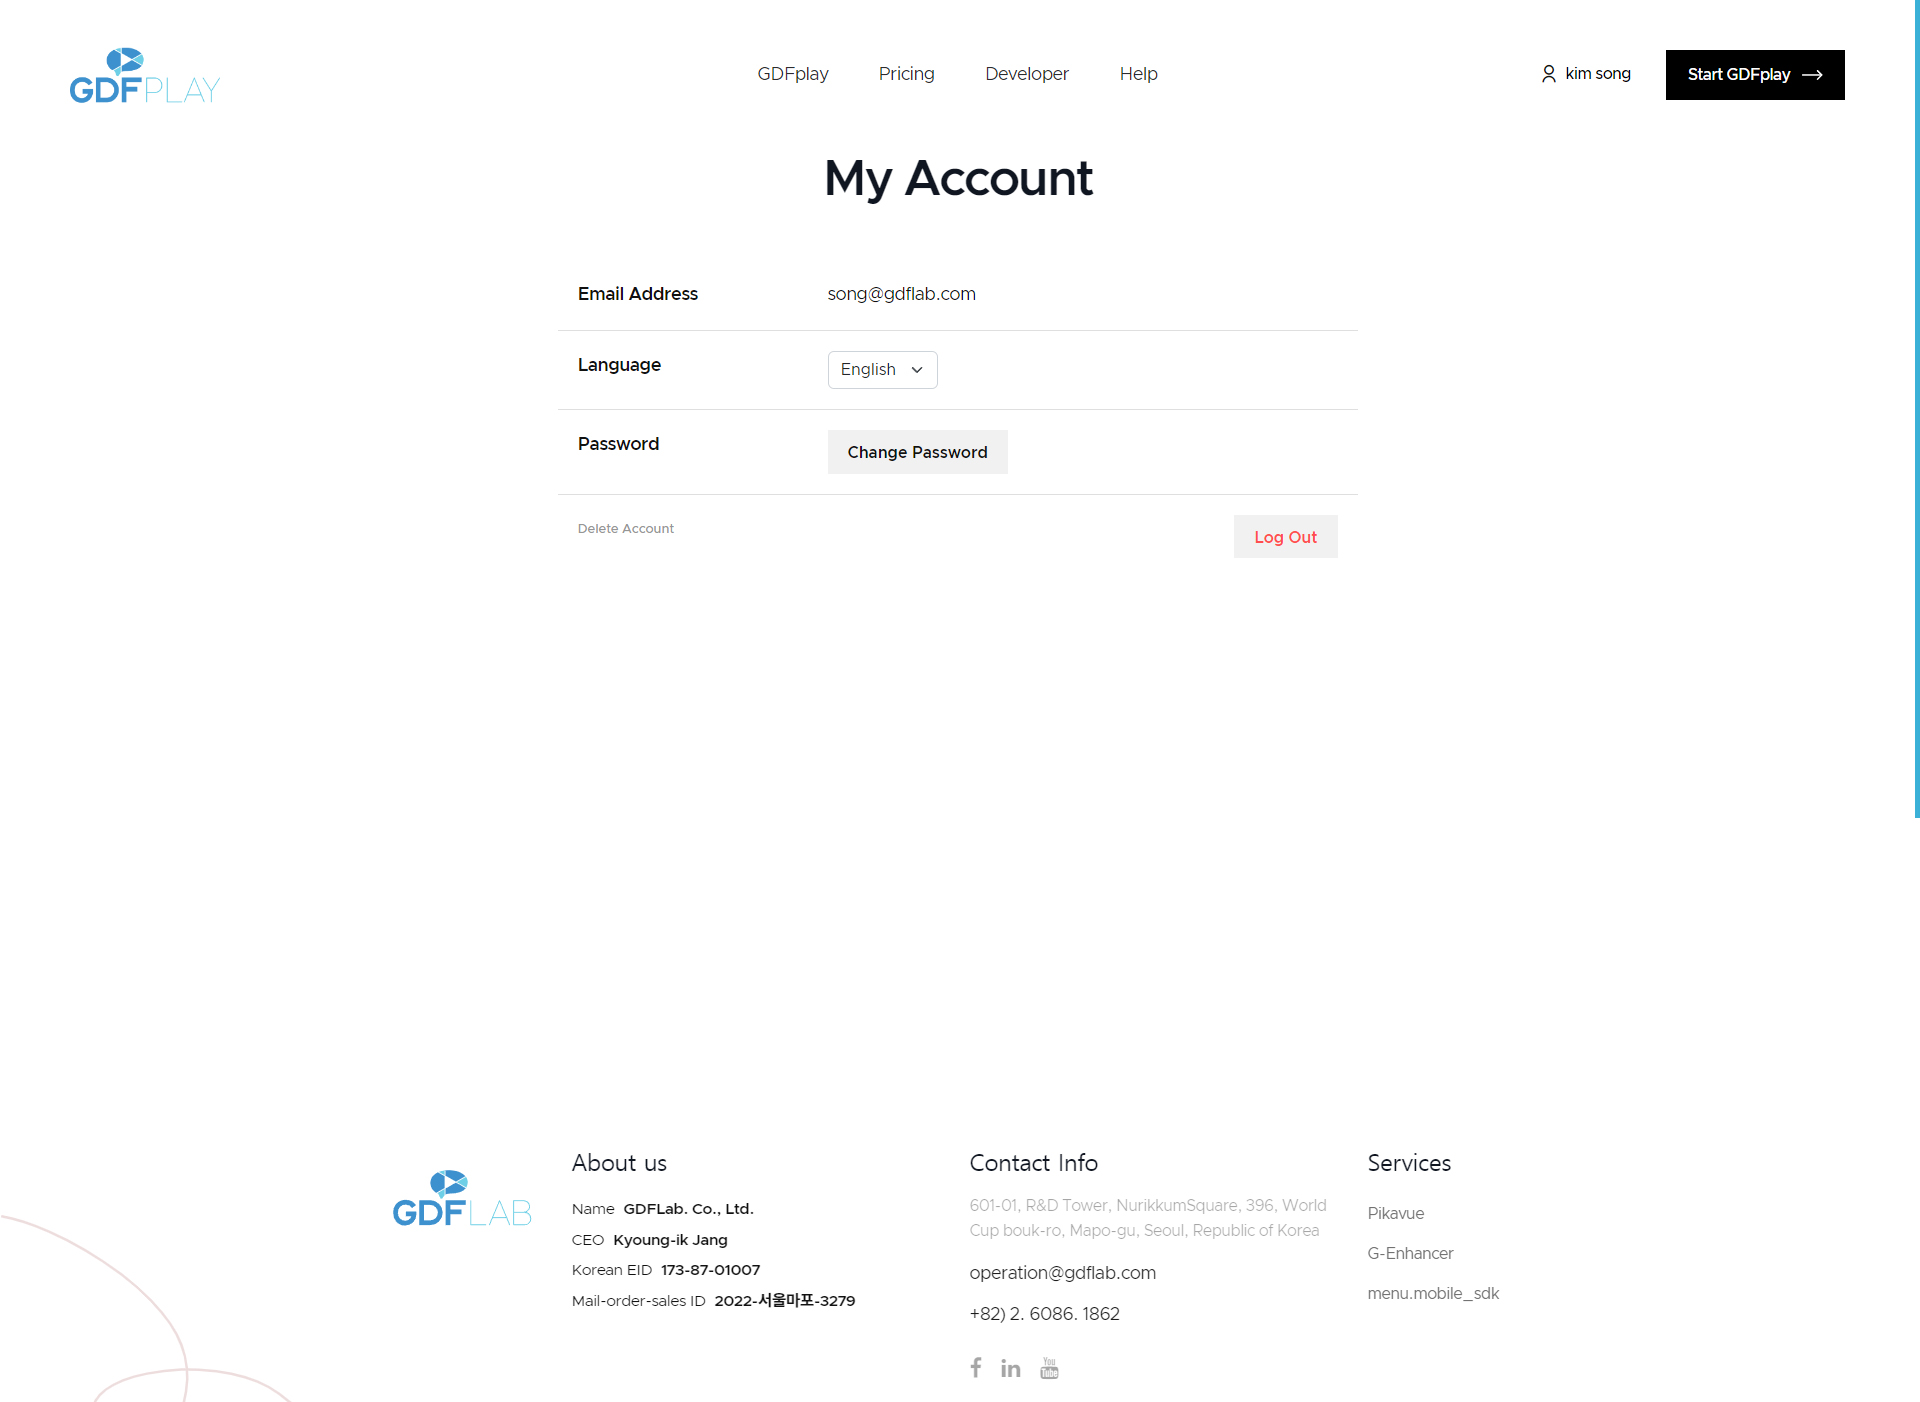 GDFPLAY
GDFplay
Pricing
Developer
Help
kim song
Start GDFplay
My Account
Email Address
song@gdflab.com
Language
English
Password
Change Password
Delete Account
Log Out
GDFLAB
About us
Name GDFLab. Co., Ltd.
CEO Kyoung-ik Jang
Korean EID 173-87-01007
Mail-order-sales ID 2022-서울마포-3279
Contact Info
601-01, R&D Tower, NurikkumSquare, 396, World
Cup bouk-ro, Mapo-gu, Seoul, Republic of Korea
operation@gdflab.com
+82) 2. 6086. 1862
You
Tube
Services
Pikavue
G-Enhancer
menu.mobile_sdk